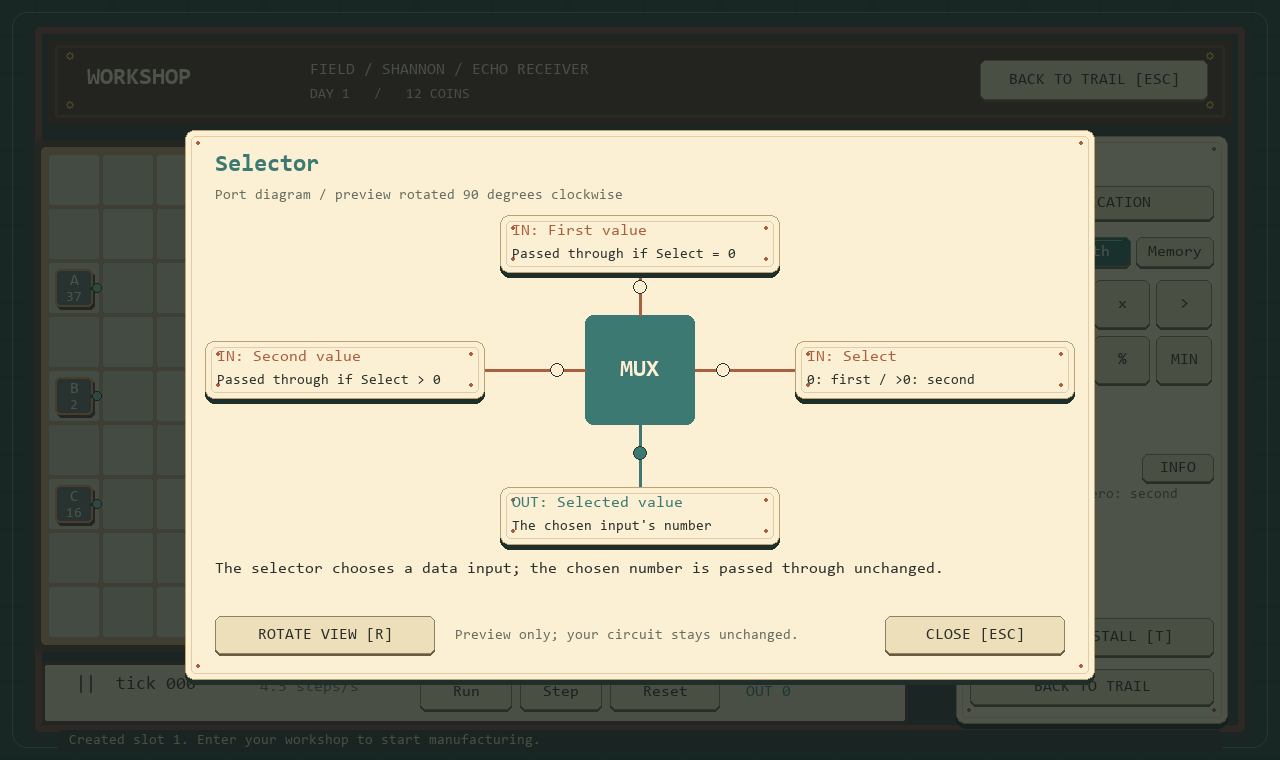 WORKSHOP
FIELD / SHANNON / ECHO RECEIVER
DAY 1 / 12 COINS
BACK TO TRAIL [ESC]
Selector
Port diagram / preview rotated 90 degrees clockwise
IN: First value
Passed through if Select = 0
IN: Second value
Passed through if Select > 0
MUX
IN: Select
0: first / >0: second
OUT: Selected value
The chosen input's number
The selector chooses a data input; the chosen number is passed through unchanged.
ROTATE VIEW [R]
Preview only; your circuit stays unchanged.
CLOSE [ESC]
A
37
B
2
C
16
CATION
th
Memory
x
>
%
MIN
INFO
ero: second
STALL [T]
BACK TO TRAIL
|| tick 000
4.5 steps/s
Run
Step
Reset
OUT 0
Created slot 1. Enter your workshop to start manufacturing.